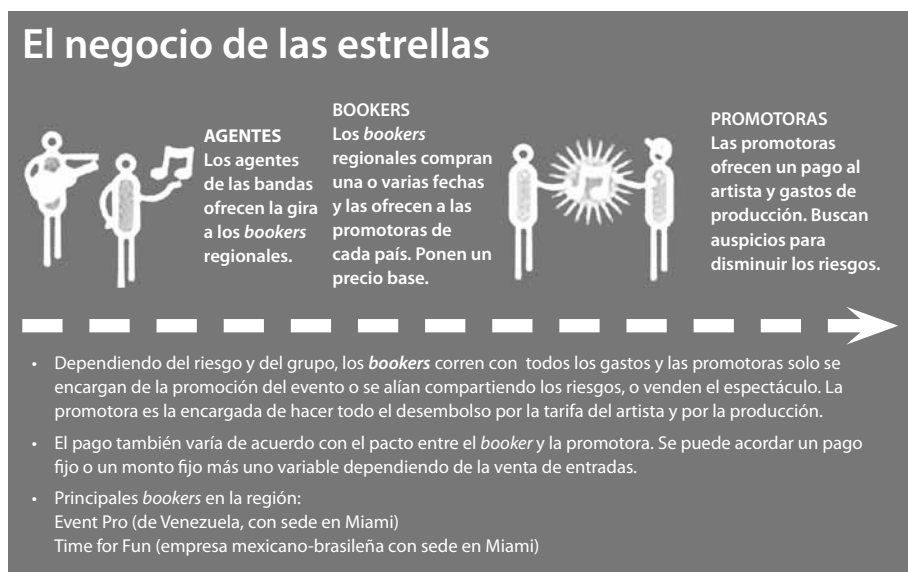 El negocio de las estrellas
AGENTES
Los agentes
de las bandas
ofrecen la gira
a los bookers
regionales.
BOOKERS
Los bookers
regionales compran
una o varias fechas
y las ofrecen a las
promotoras de
cada país. Ponen un
precio base.
PROMOTORAS
Las promotoras
ofrecen un pago al
artista y gastos de
producción. Buscan
auspicios para
disminuir los riesgos.
• Dependiendo del riesgo y del grupo, los bookers corren con todos los gastos y las promotoras solo se
encargan de la promoción del evento o se alían compartiendo los riesgos, o venden el espectáculo. La
promotora es la encargada de hacer todo el desembolso por la tarifa del artista y por la producción.
• El pago también varía de acuerdo con el pacto entre el booker y la promotora. Se puede acordar un pago
fijo o un monto fijo más uno variable dependiendo de la venta de entradas.
• Principales bookers en la región:
Event Pro (de Venezuela, con sede en Miami)
Time for Fun (empresa mexicano-brasileña con sede en Miami)